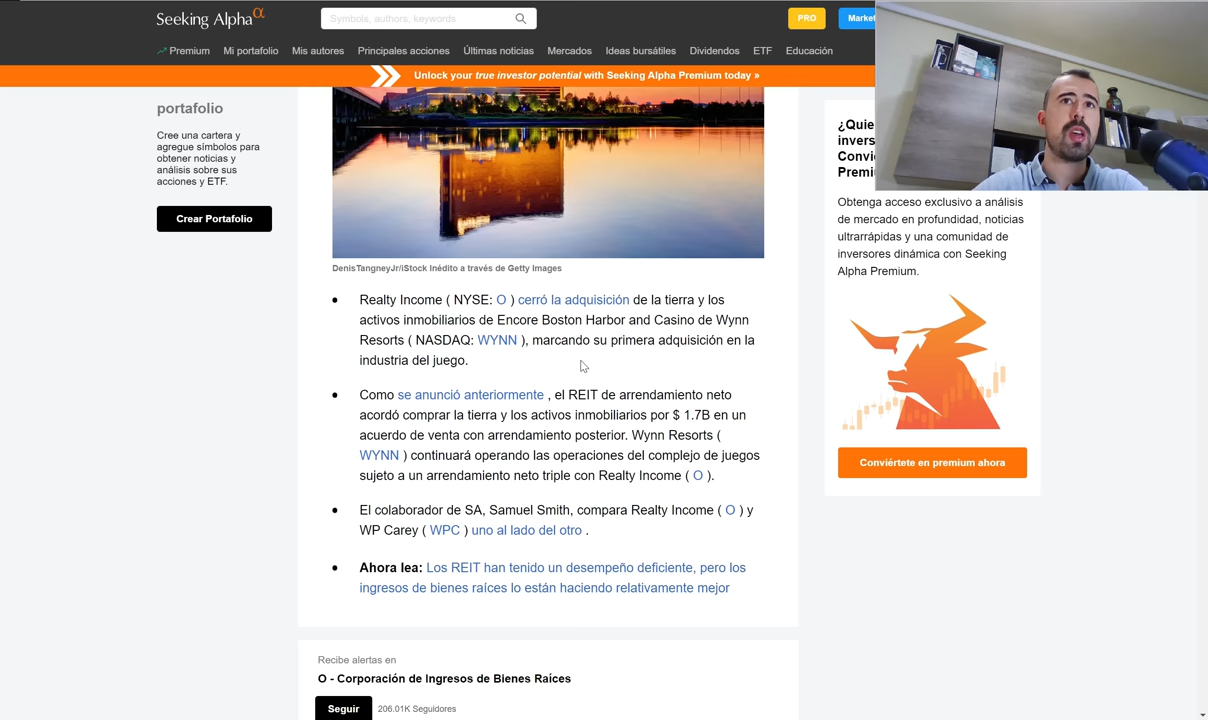 Seeking Alpha α
Symbols, authors, keywords
PRO
Market
Premium Mi portafolio Mis autores Principales acciones Últimas noticias Mercados Ideas bursátiles Dividendos ETF Educación
Unlock your true investor potential with Seeking Alpha Premium today »
portafolio
Cree una cartera y
agregue símbolos para
obtener noticias y
análisis sobre sus
acciones y ETF.
Crear Portafolio
DenisTangneyJr/iStock Inédito a través de Getty Images
• Realty Income ( NYSE: O ) cerró la adquisición de la tierra y los
activos inmobiliarios de Encore Boston Harbor and Casino de Wynn
Resorts ( NASDAQ: WYNN ), marcando su primera adquisición en la
industria del juego.
• Como se anunció anteriormente , el REIT de arrendamiento neto
acordó comprar la tierra y los activos inmobiliarios por $ 1.7B en un
acuerdo de venta con arrendamiento posterior. Wynn Resorts (
WYNN ) continuará operando las operaciones del complejo de juegos
sujeto a un arrendamiento neto triple con Realty Income ( O ).
• El colaborador de SA, Samuel Smith, compara Realty Income ( O ) y
WP Carey ( WPC ) uno al lado del otro .
• Ahora lea: Los REIT han tenido un desempeño deficiente, pero los
ingresos de bienes raíces lo están haciendo relativamente mejor
Recibe alertas en
O - Corporación de Ingresos de Bienes Raíces
Seguir
206.01K Seguidores
¿Quie
invers
Convi
Premi
Obtenga acceso exclusivo a análisis
de mercado en profundidad, noticias
ultrarrápidas y una comunidad de
inversores dinámica con Seeking
Alpha Premium.
Conviértete en premium ahora